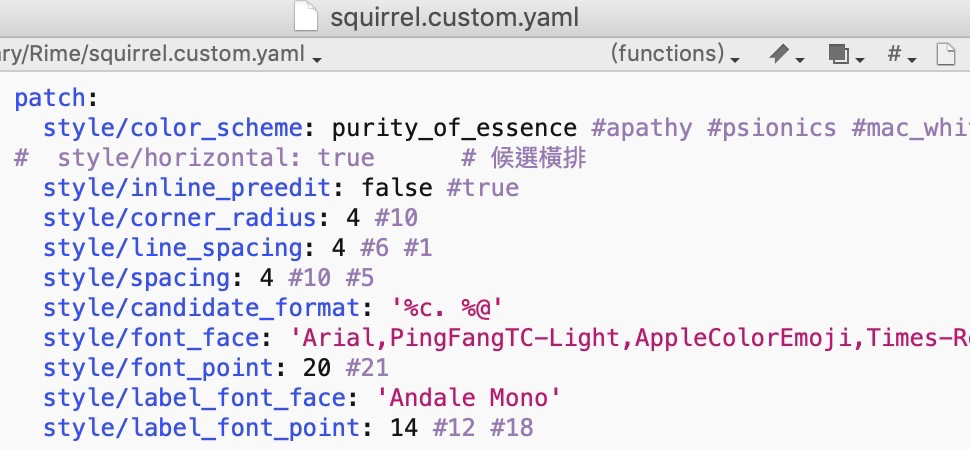 squirrel.custom.yaml
ry/Rime/squirrel.custom.yaml (functions) #
patch:
  style/color_scheme: purity_of_essence #apathy #psionics #mac_whi
#  style/horizontal: true      # 候選橫排
  style/inline_preedit: false #true
  style/corner_radius: 4 #10
  style/line_spacing: 4 #6 #1
  style/spacing: 4 #10 #5
  style/candidate_format: '%c. %@'
  style/font_face: 'Arial,PingFangTC-Light,AppleColorEmoji,Times-R
  style/font_point: 20 #21
  style/label_font_face: 'Andale Mono'
  style/label_font_point: 14 #12 #18